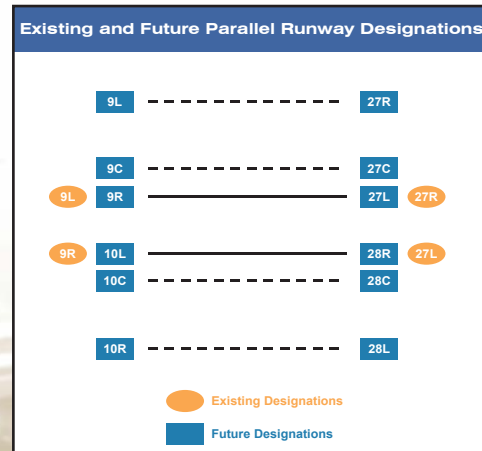 Existing and Future Parallel Runway Designations
9L 27R
9C 27C
9L 9R 27L 27R
9R 10L 28R 27L
10C 28C
10R 28L
Existing Designations
Future Designations